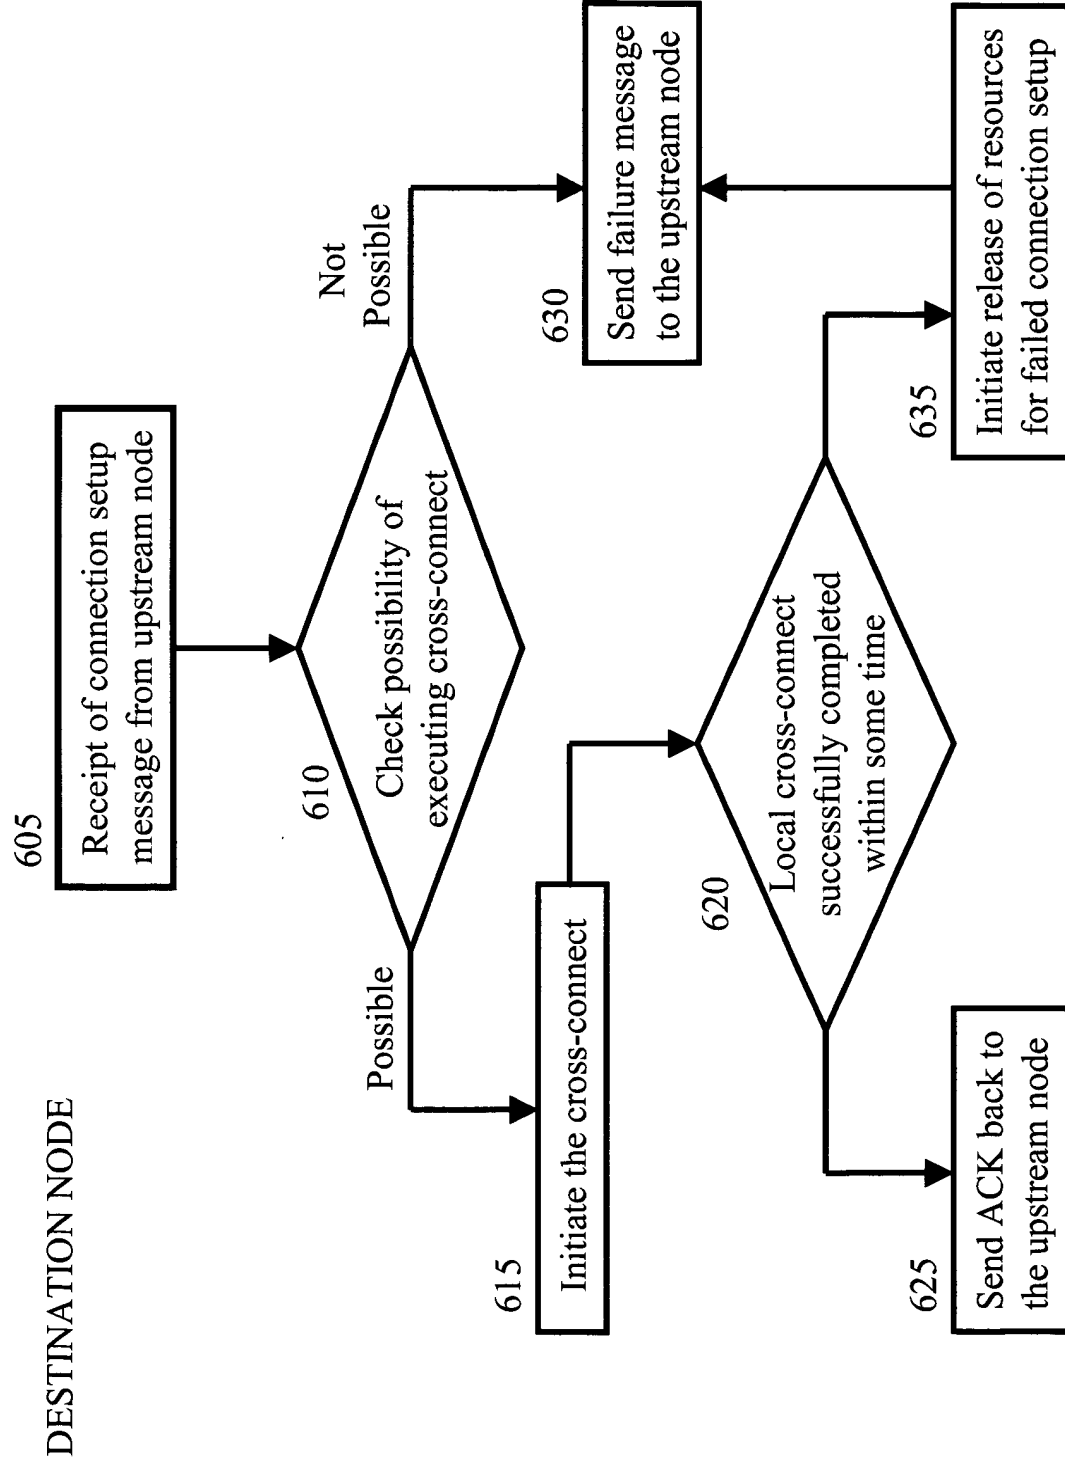 DESTINATION NODE
605
Receipt of connection setup
message from upstream node
610
Check possibility of
executing cross-connect
Possible
Not
Possible
615
Initiate the cross-connect
630
Send failure message
to the upstream node
620
Local cross-connect
successfully completed
within some time
625
Send ACK back to
the upstream node
635
Initiate release of resources
for failed connection setup